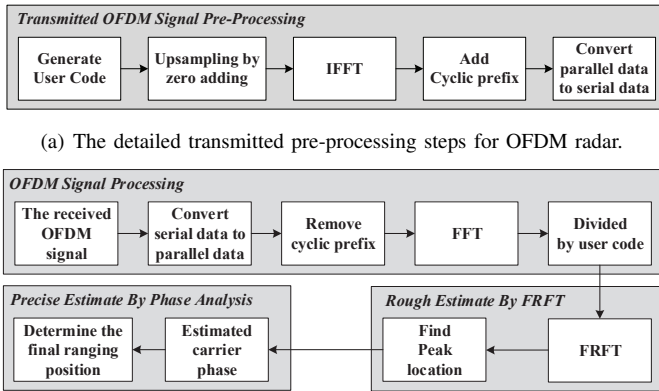 Transmitted OFDM Signal Pre-Processing
Generate
User Code
Upsampling by
zero adding
IFFT
Add
Cyclic prefix
Convert
parallel data
to serial data
(a) The detailed transmitted pre-processing steps for OFDM radar.
OFDM Signal Processing
The received
OFDM
signal
Convert
serial data to
parallel data
Remove
cyclic prefix
FFT
Divided
by user code
Precise Estimate By Phase Analysis
Determine the
final ranging
position
Estimated
carrier
phase
Rough Estimate By FRFT
Find
Peak
location
FRFT